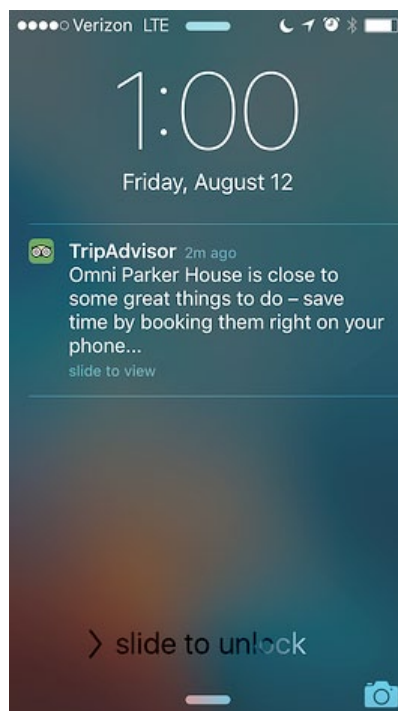 Verizon LTE
1:00
Friday, August 12
TripAdvisor 2m ago
Omni Parker House is close to
some great things to do – save
time by booking them right on your
phone...
slide to view
> slide to unlock